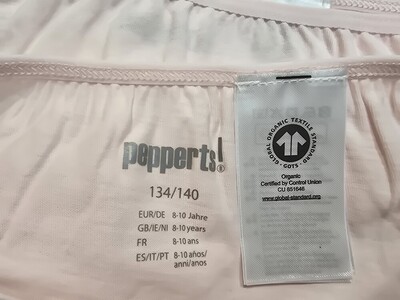 pepperts!®
134/140
EUR/DE 8-10 Jahre
GB/IE/NI 8-10 years
FR 8-10 ans
ES/IT/PT 8-10 años/
anni/anos
GLOBAL ORGANIC TEXTILE STANDARD
· GOTS ·
Organic
Certified by Control Union
CU 851646
www.global-standard.org